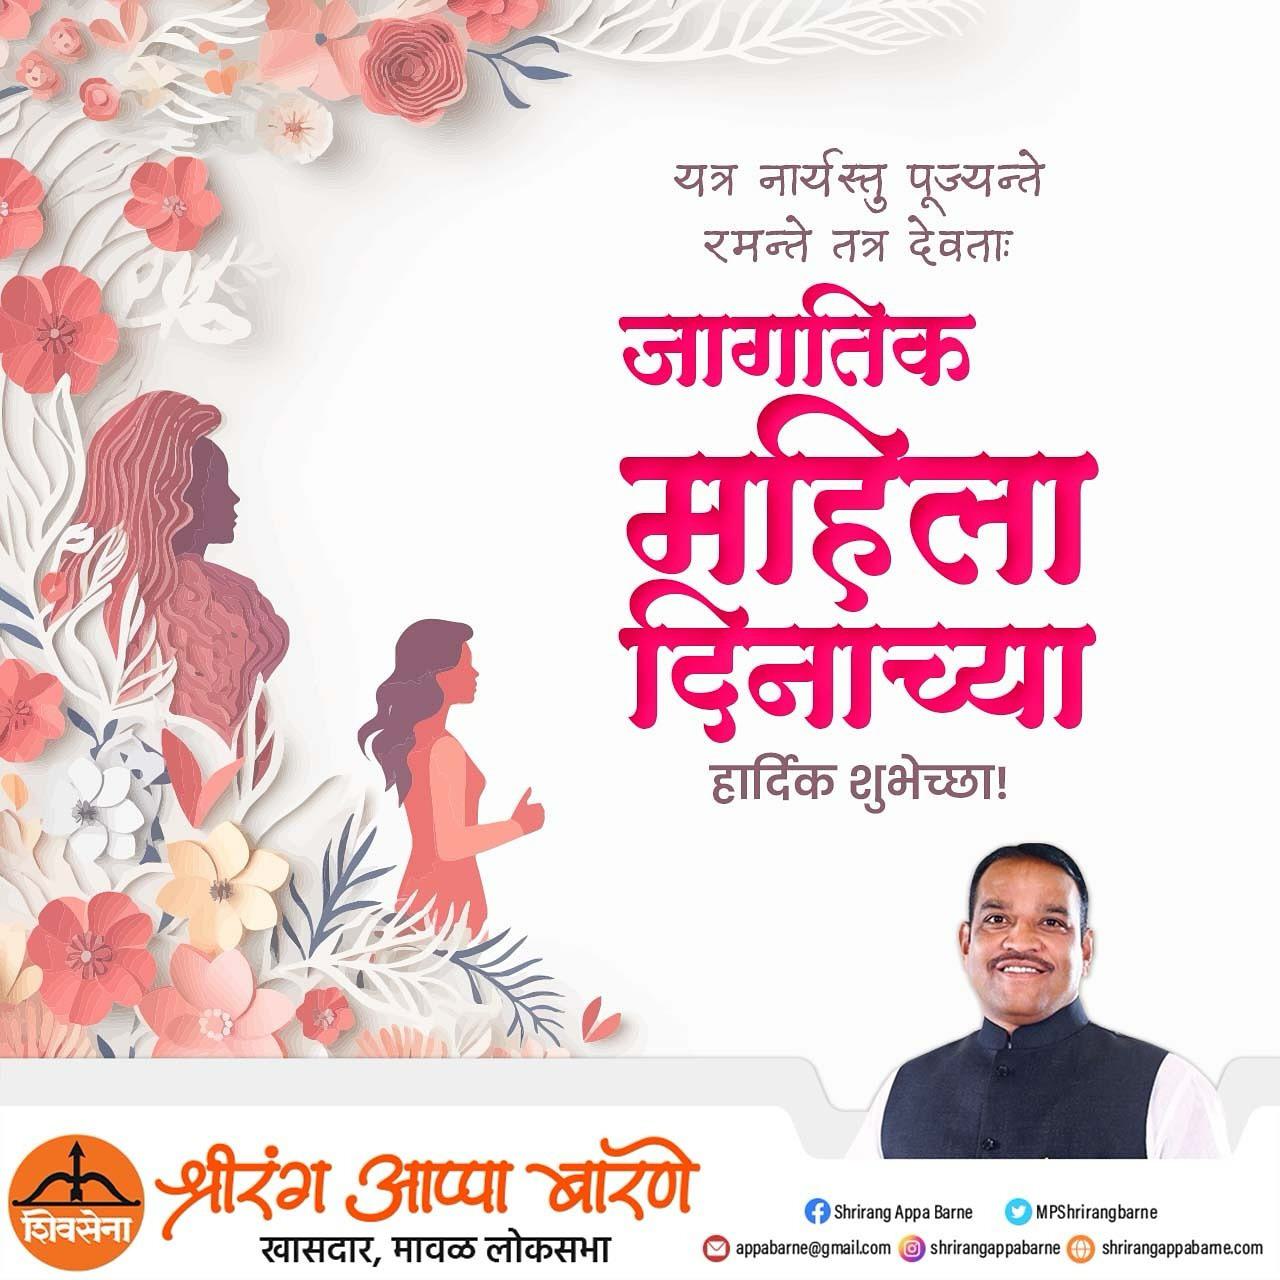 यत्र नार्यस्तु पूज्यन्ते
रमन्ते तत्र देवताः
जागतिक
महिला
दिनाच्या
हार्दिक शुभेच्छा!
शिवसेना
श्रीरंग आप्पा बारणे
खासदार, मावळ लोकसभा
Shrirang Appa Barne MPShrirangbarne
appabarne@gmail.com shrirangappabarne shrirangappabarne.com